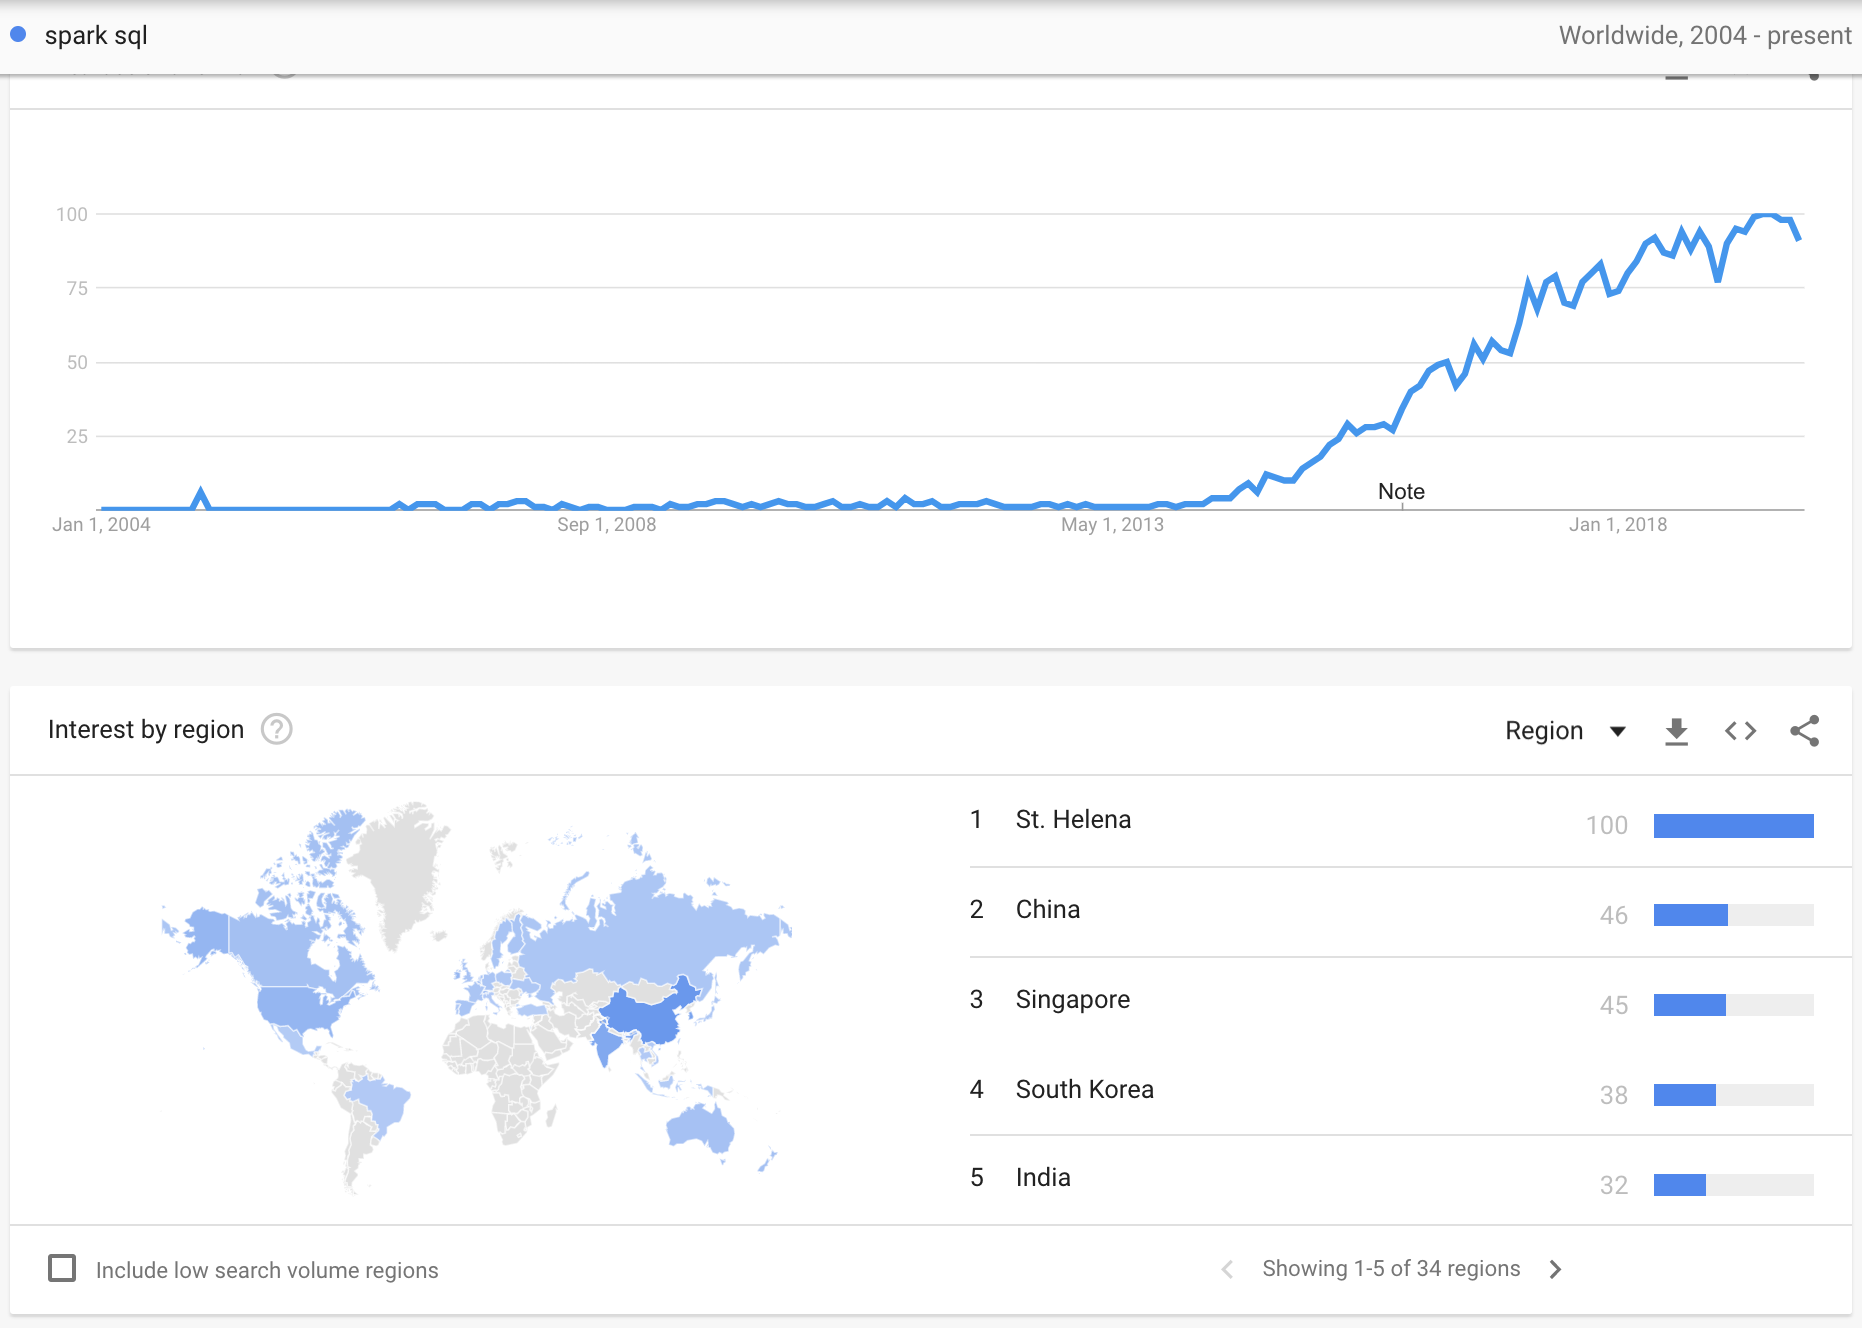 spark sql
Worldwide, 2004 - present
100
75
50
25
Note
Jan 1, 2004
Sep 1, 2008
May 1, 2013
Jan 1, 2018
Interest by region
?
Region
1 St. Helena 100
2 China 46
3 Singapore 45
4 South Korea 38
5 India 32
Include low search volume regions
Showing 1-5 of 34 regions